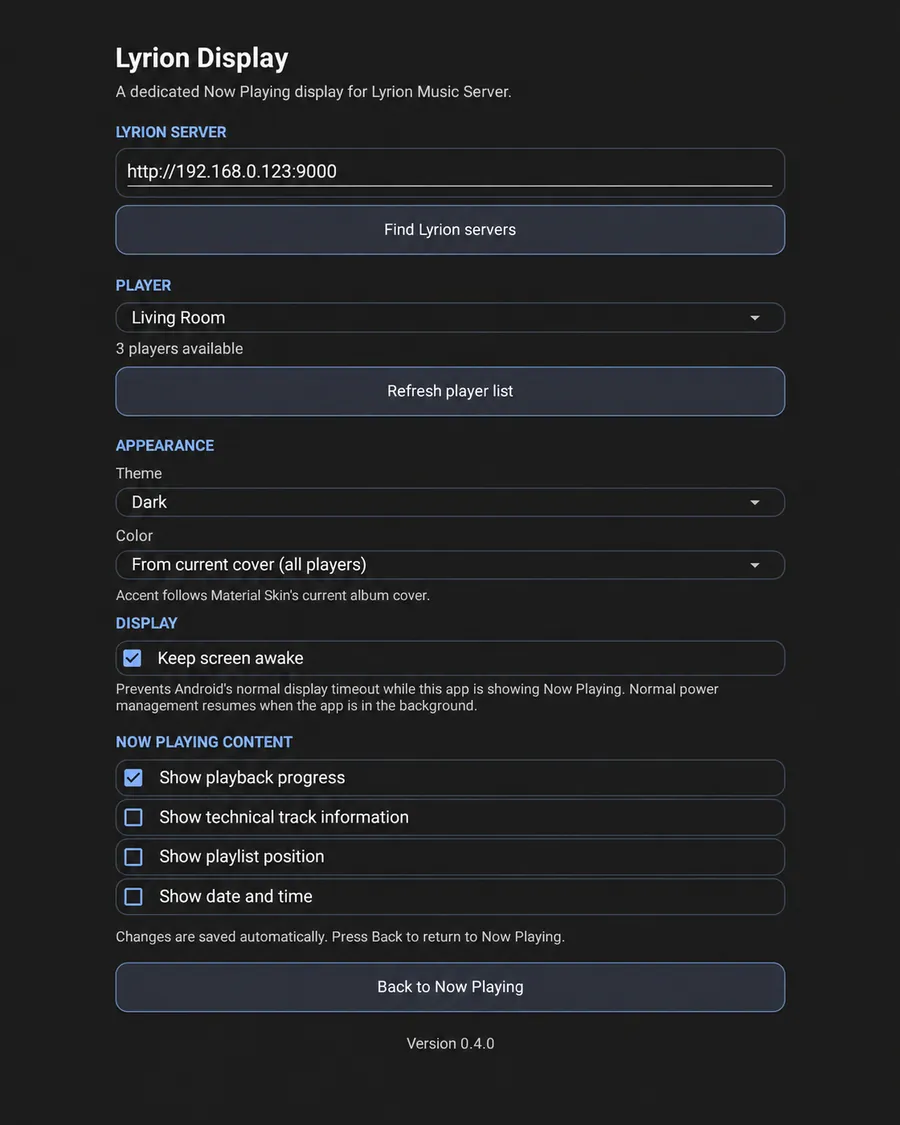 Lyrion Display
A dedicated Now Playing display for Lyrion Music Server.
LYRION SERVER
http://192.168.0.123:9000
Find Lyrion servers
PLAYER
Living Room
3 players available
Refresh player list
APPEARANCE
Theme
Dark
Color
From current cover (all players)
Accent follows Material Skin's current album cover.
DISPLAY
Keep screen awake
Prevents Android's normal display timeout while this app is showing Now Playing. Normal power
management resumes when the app is in the background.
NOW PLAYING CONTENT
Show playback progress
Show technical track information
Show playlist position
Show date and time
Changes are saved automatically. Press Back to return to Now Playing.
Back to Now Playing
Version 0.4.0